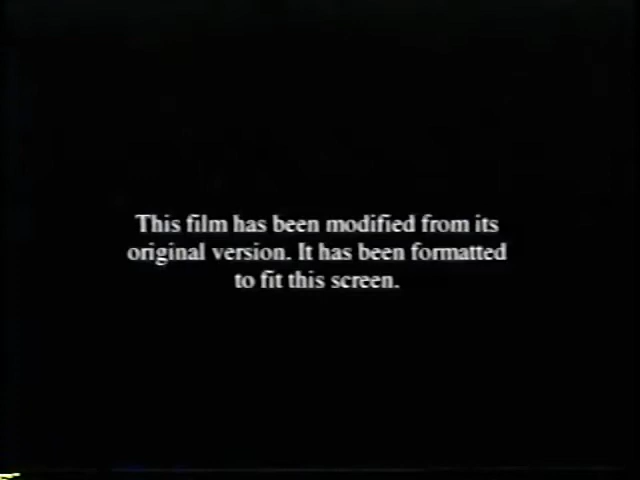 This film has been modified from its
original version. It has been formatted
to fit this screen.